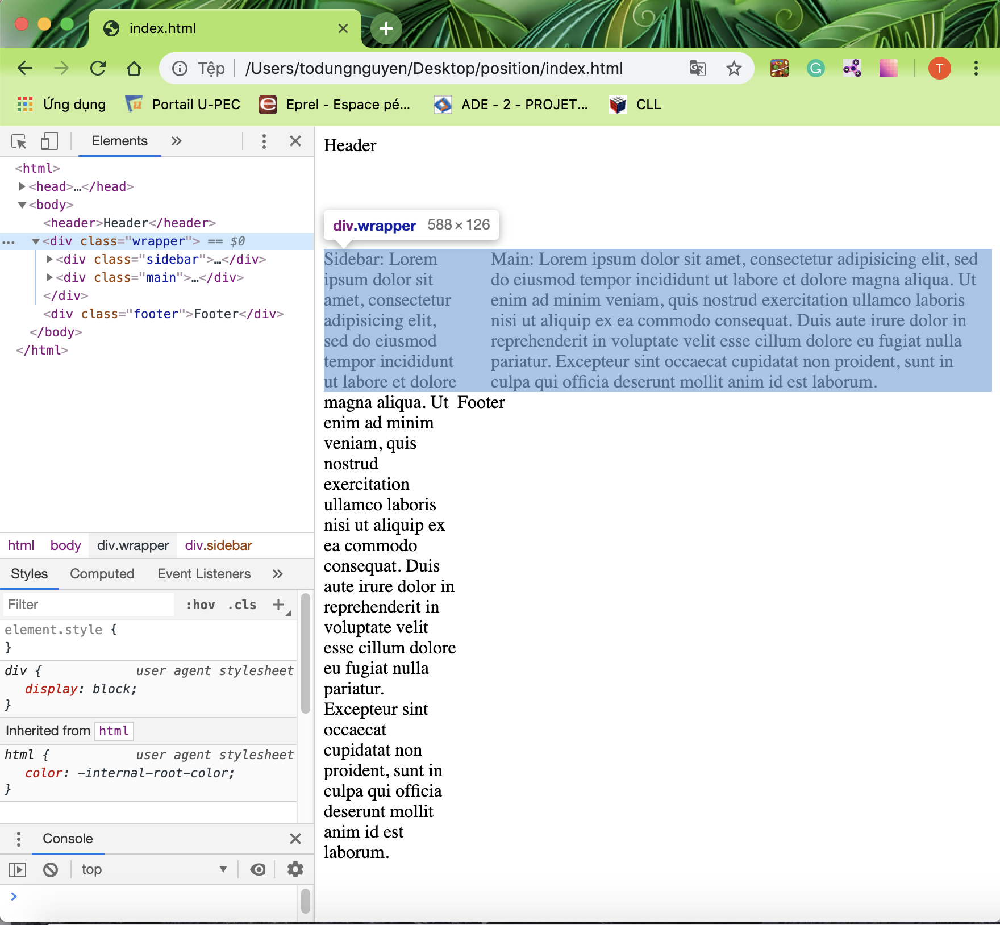 index.html
Tệp
/Users/todungnguyen/Desktop/position/index.html
T
Ứng dụng
Portail U-PEC
Eprel - Espace pé...
ADE - 2 - PROJET...
CLL
Elements
<html>
<head>…</head>
<body>
<header>Header</header>
<div class="wrapper"> == $0
<div class="sidebar">…</div>
<div class="main">…</div>
</div>
<div class="footer">Footer</div>
</body>
</html>
html body div.wrapper div.sidebar
Styles Computed Event Listeners
Filter :hov .cls
element.style {
}
div { user agent stylesheet
display: block;
}
Inherited from html
html { user agent stylesheet
color: -internal-root-color;
}
Console
top
Header
div.wrapper 588 × 126
Sidebar: Lorem
ipsum dolor sit
amet, consectetur
adipisicing elit,
sed do eiusmod
tempor incididunt
ut labore et dolore
magna aliqua. Ut
enim ad minim
veniam, quis
nostrud
exercitation
ullamco laboris
nisi ut aliquip ex
ea commodo
consequat. Duis
aute irure dolor in
reprehenderit in
voluptate velit
esse cillum dolore
eu fugiat nulla
pariatur.
Excepteur sint
occaecat
cupidatat non
proident, sunt in
culpa qui officia
deserunt mollit
anim id est
laborum.
Main: Lorem ipsum dolor sit amet, consectetur adipisicing elit, sed
do eiusmod tempor incididunt ut labore et dolore magna aliqua. Ut
enim ad minim veniam, quis nostrud exercitation ullamco laboris
nisi ut aliquip ex ea commodo consequat. Duis aute irure dolor in
reprehenderit in voluptate velit esse cillum dolore eu fugiat nulla
pariatur. Excepteur sint occaecat cupidatat non proident, sunt in
culpa qui officia deserunt mollit anim id est laborum.
Footer